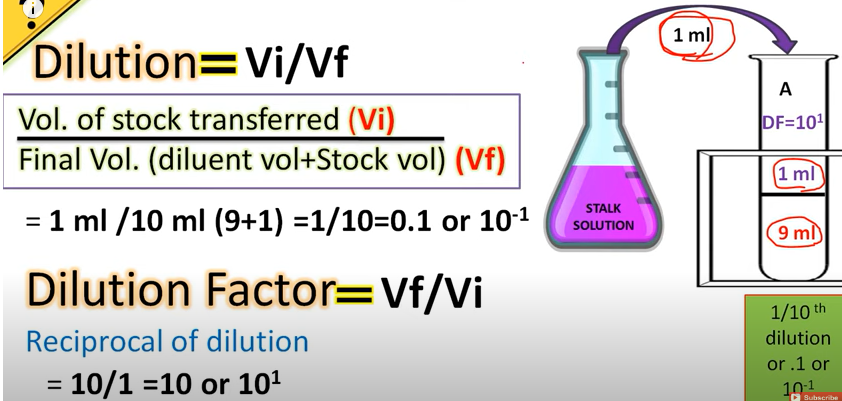 i
Dilution= Vi/Vf
Vol. of stock transferred (Vi)
Final Vol. (diluent vol+Stock vol) (Vf)
= 1 ml /10 ml (9+1) =1/10=0.1 or 10⁻¹
Dilution Factor= Vf/Vi
Reciprocal of dilution
= 10/1 =10 or 10¹
1 ml
STALK
SOLUTION
A
DF=10¹
1 ml
9 ml
1/10 th
dilution
or .1 or
10⁻¹
Subscribe